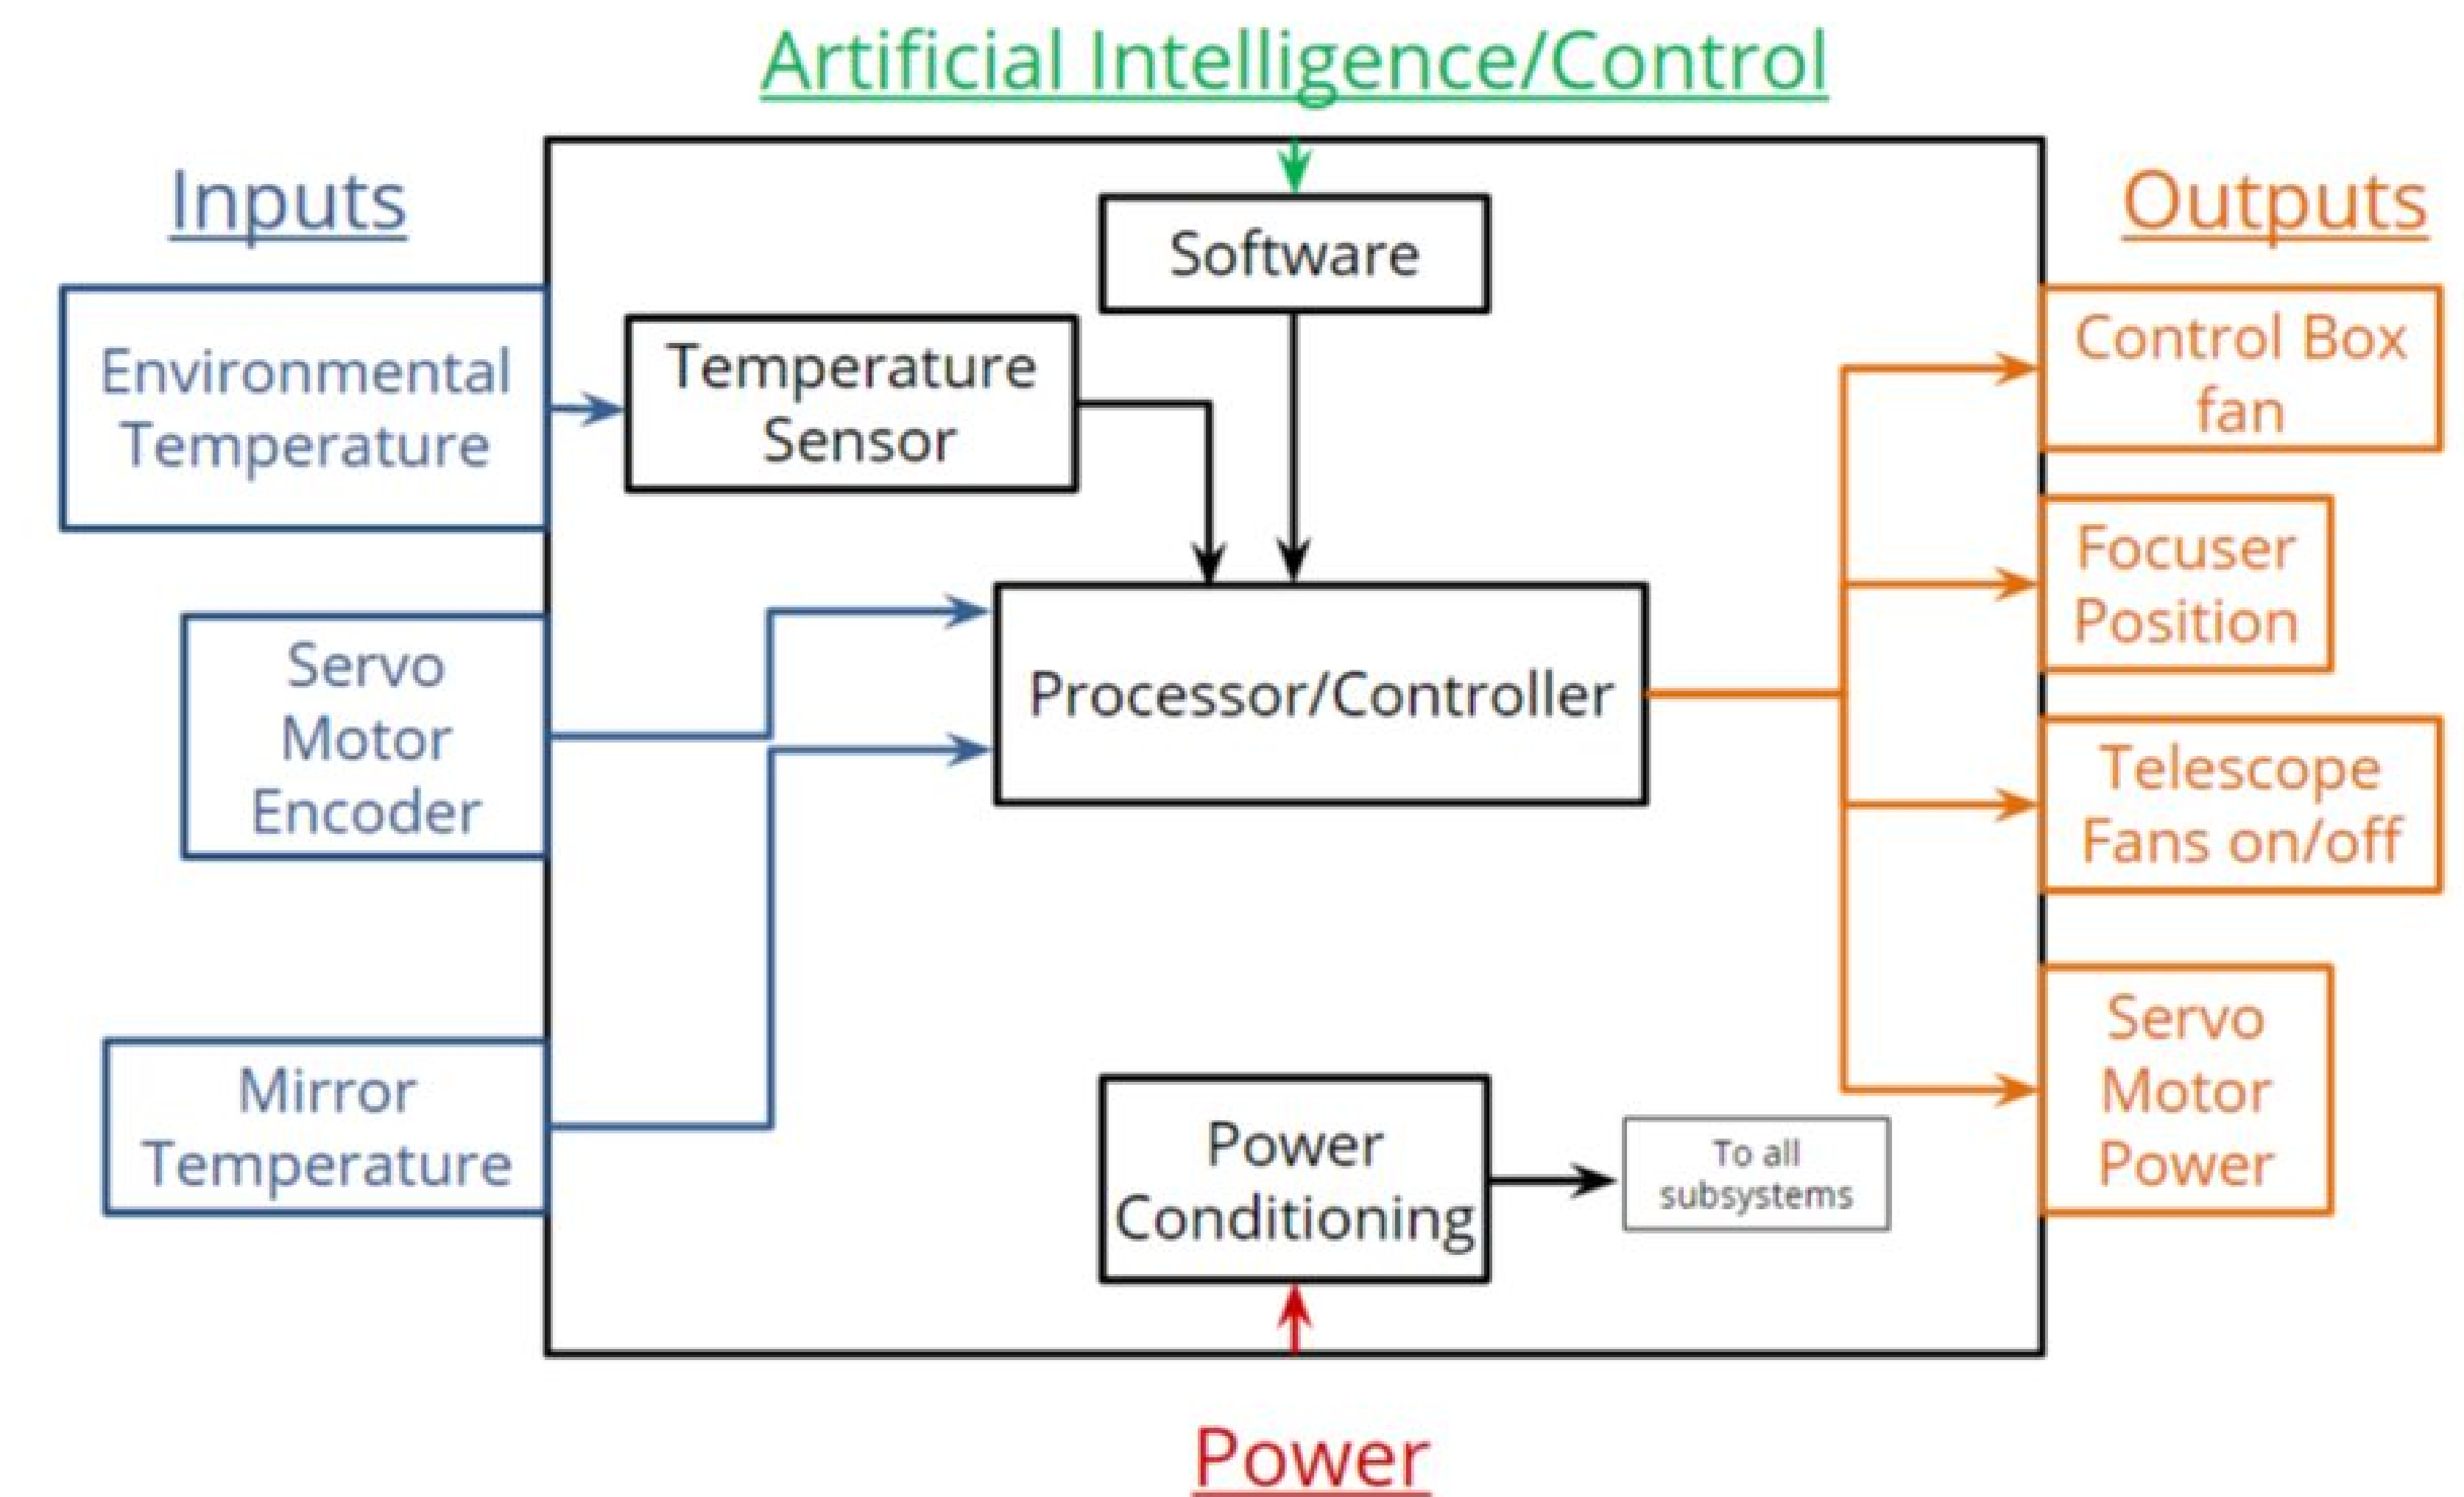 Artificial Intelligence/Control
Inputs
Outputs
Software
Environmental
Temperature
Temperature
Sensor
Control Box
fan
Servo
Motor
Encoder
Processor/Controller
Focuser
Position
Telescope
Fans on/off
Mirror
Temperature
Power
Conditioning
To all
subsystems
Servo
Motor
Power
Power